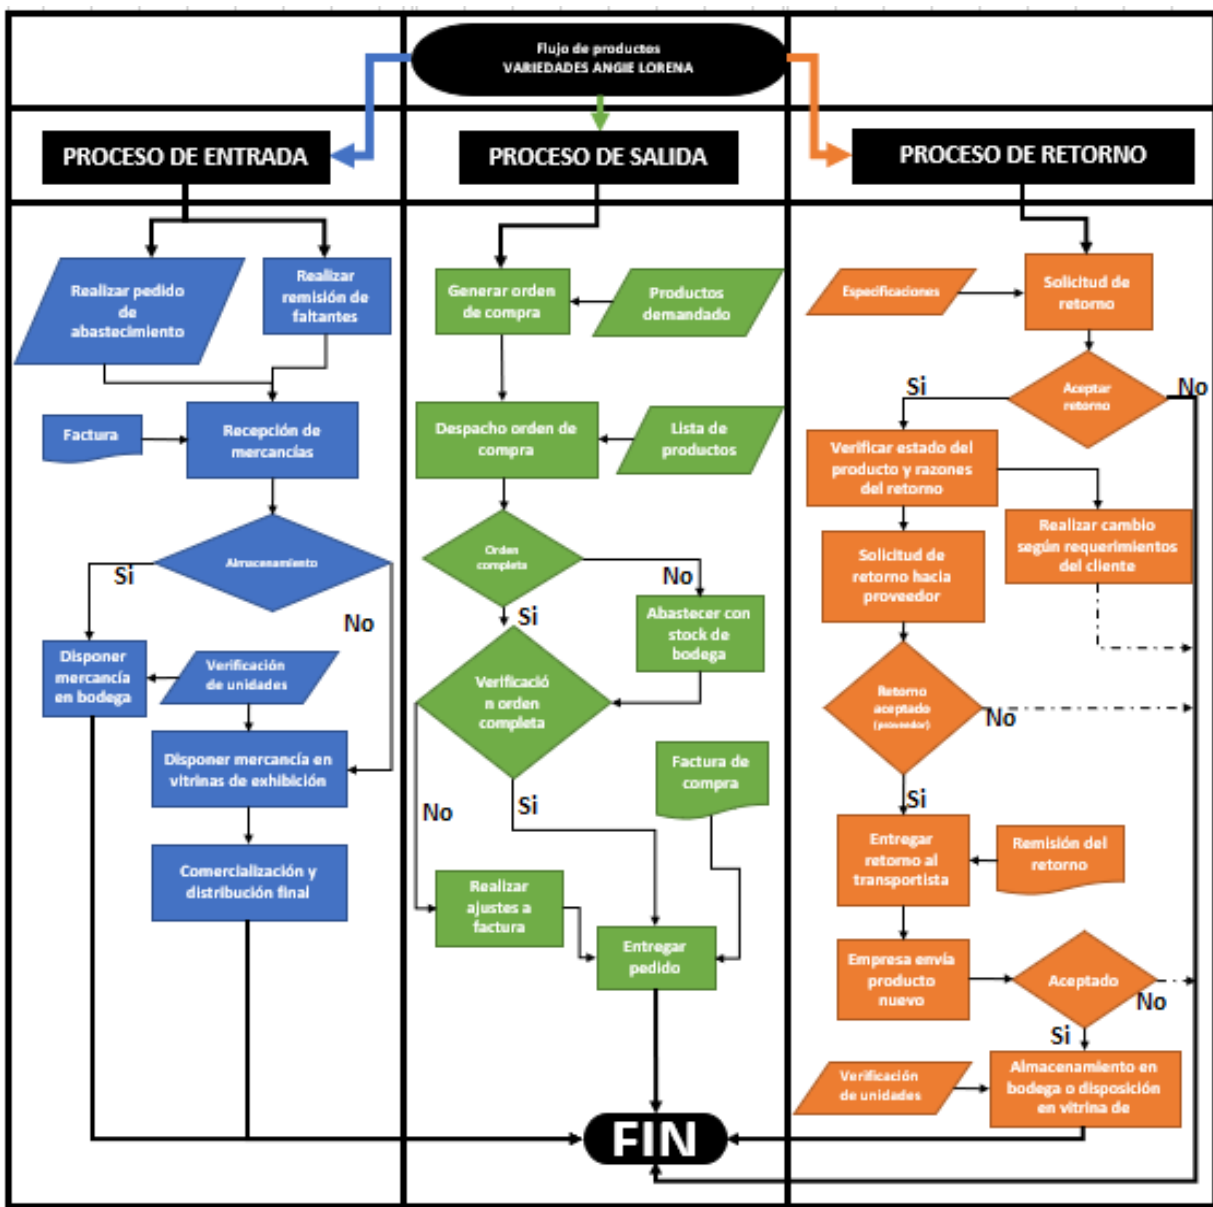 Flujo de productos
VARIEDADES ANGIE LORENA
PROCESO DE ENTRADA
PROCESO DE SALIDA
PROCESO DE RETORNO
Realizar pedido
de
abastecimiento
Realizar
remisión de
faltantes
Factura
Recepción de
mercancías
Almacenamiento
Si
No
Disponer
mercancía
en bodega
Verificación
de unidades
Disponer mercancía en
vitrinas de exhibición
Comercialización y
distribución final
Generar orden
de compra
Productos
demandado
Despacho orden de
compra
Lista de
productos
Orden
completa
No
Si
Abastecer con
stock de
bodega
Verificació
n orden
completa
Factura de
compra
No
Si
Realizar
ajustes a
factura
Entregar
pedido
Especificaciones
Solicitud de
retorno
Si
Aceptar
retorno
No
Verificar estado del
producto y razones
del retorno
Realizar cambio
según requerimientos
del cliente
Solicitud de
retorno hacia
proveedor
Retorno
aceptado
(proveedor)
No
Si
Entregar
retorno al
transportista
Remisión del
retorno
Empresa envía
producto
nuevo
Aceptado
No
Si
Verificación
de unidades
Almacenamiento en
bodega o disposición
en vitrina de
FIN